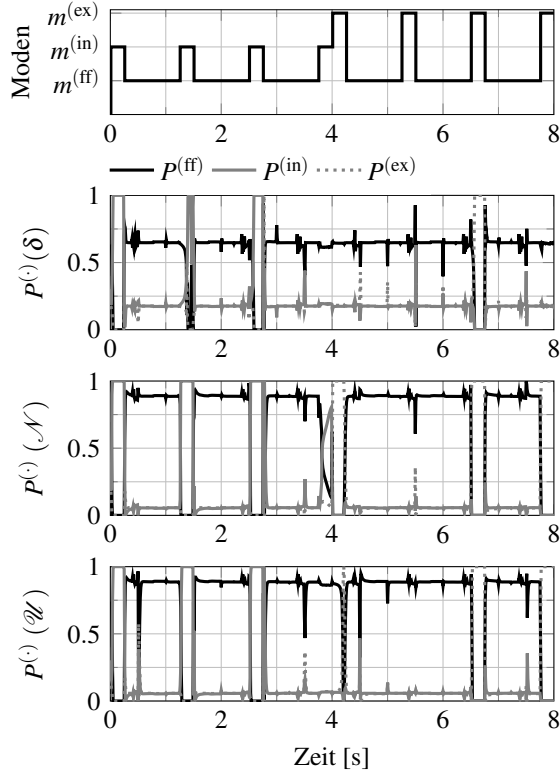 m(ex)
m(in)
m(ff)
Moden
0 2 4 6 8
P(ff) P(in) P(ex)
1
0.5
0
P(·)(δ)
0 2 4 6 8
1
0.5
0
P(·)(𝒩)
0 2 4 6 8
1
0.5
0
P(·)(𝒰)
0 2 4 6 8
Zeit [s]